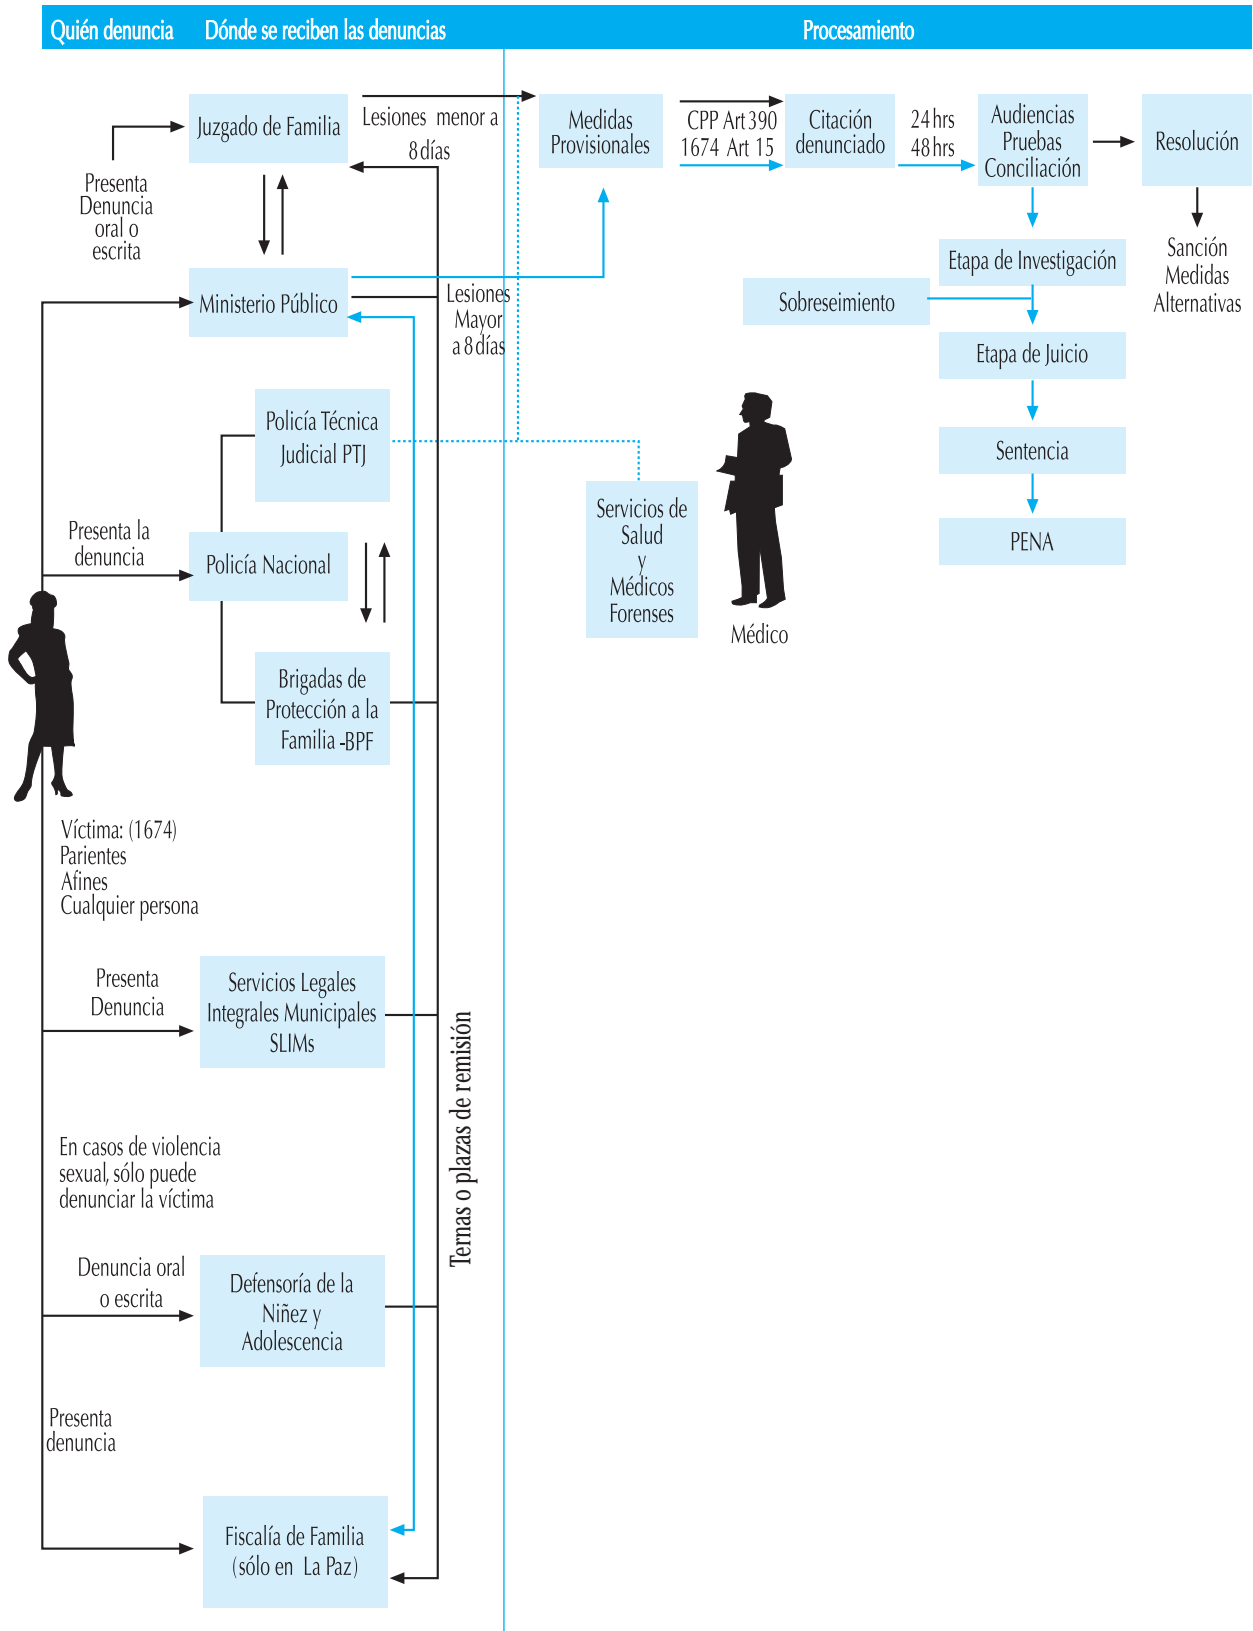 Quién denuncia
Dónde se reciben las denuncias
Procesamiento
Juzgado de Familia
Presenta
Denuncia
oral o
escrita
Lesiones menor a
8 días
Medidas
Provisionales
CPP Art 390
1674 Art 15
Citación
denunciado
24 hrs
48 hrs
Audiencias
Pruebas
Conciliación
Resolución
Sanción
Medidas
Alternativas
Etapa de Investigación
Sobreseimiento
Etapa de Juicio
Sentencia
PENA
Ministerio Público
Lesiones
Mayor
a 8 días
Policía Técnica
Judicial PTJ
Presenta la
denuncia
Policía Nacional
Brigadas de
Protección a la
Familia -BPF
Servicios de
Salud
y
Médicos
Forenses
Médico
Víctima: (1674)
Parientes
Afines
Cualquier persona
Presenta
Denuncia
Servicios Legales
Integrales Municipales
SLIMs
Ternas o plazas de remisión
En casos de violencia
sexual, sólo puede
denunciar la víctima
Denuncia oral
o escrita
Defensoría de la
Niñez y
Adolescencia
Presenta
denuncia
Fiscalía de Familia
(sólo en La Paz)